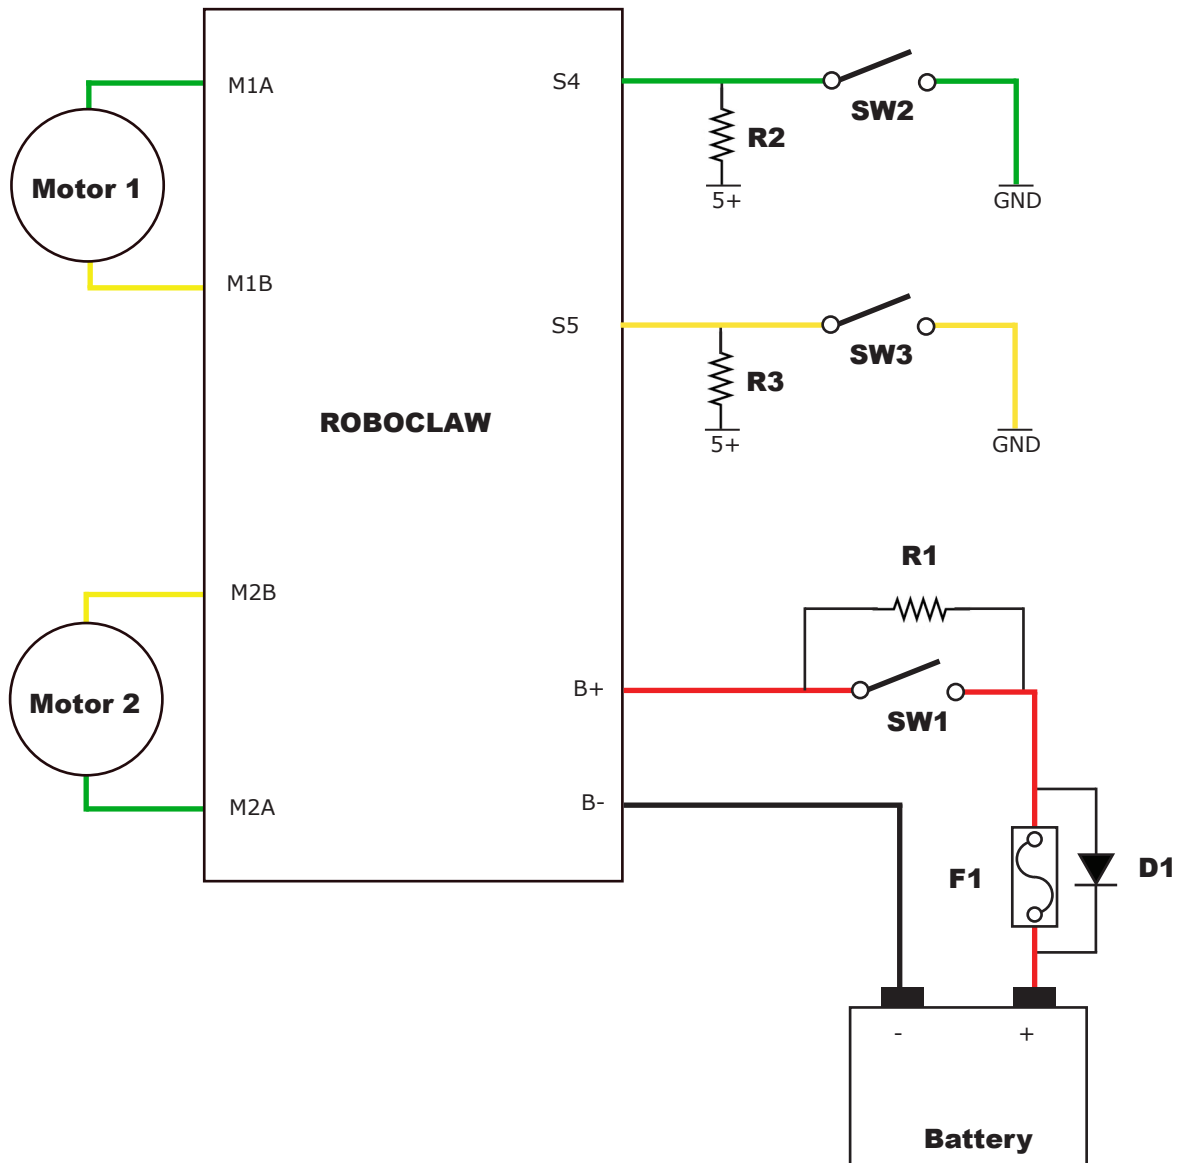 M1A
S4
SW2
R2
Motor 1
5+
GND
M1B
S5
SW3
R3
ROBOCLAW
5+
GND
R1
M2B
B+
Motor 2
SW1
M2A
B-
F1
D1
- +
Battery